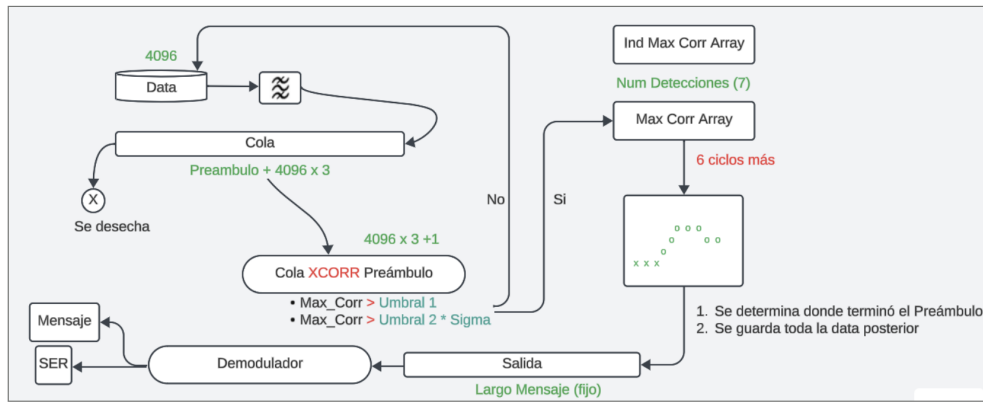 4096
Data
Cola
Preambulo + 4096 x 3
X
Se desecha
4096 x 3 +1
Cola XCORR Preámbulo
• Max_Corr > Umbral 1
• Max_Corr > Umbral 2 * Sigma
No
Si
Ind Max Corr Array
Num Detecciones (7)
Max Corr Array
6 ciclos más
o o o
o o o
o
x x x
1. Se determina donde terminó el Preámbulo
2. Se guarda toda la data posterior
Salida
Largo Mensaje (fijo)
Demodulador
Mensaje
SER